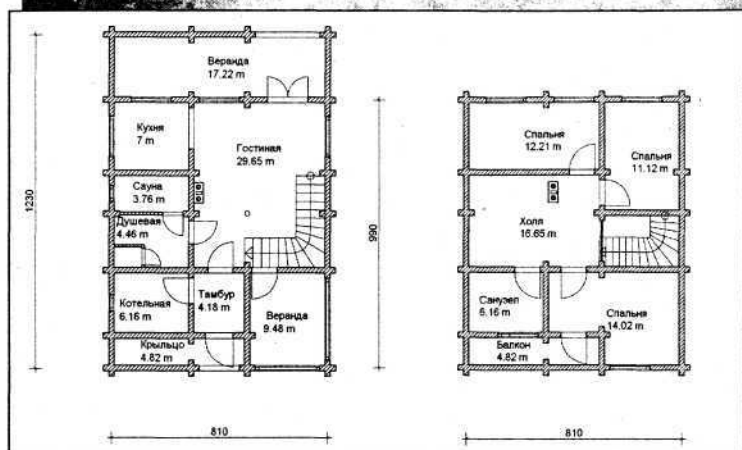 Веранда
17.22 m
Кухня
7 m
Гостиная
29.65 m
Сауна
3.76 m
Душевая
4.46 m
Котельная
6.16 m
Тамбур
4.18 m
Веранда
9.48 m
Крыльцо
4.82 m
1230
810
Спальня
12.21 m
Спальня
11.12 m
Холл
16.65 m
Санузел
6.16 m
Спальня
14.02 m
Балкон
4.82 m
990
810